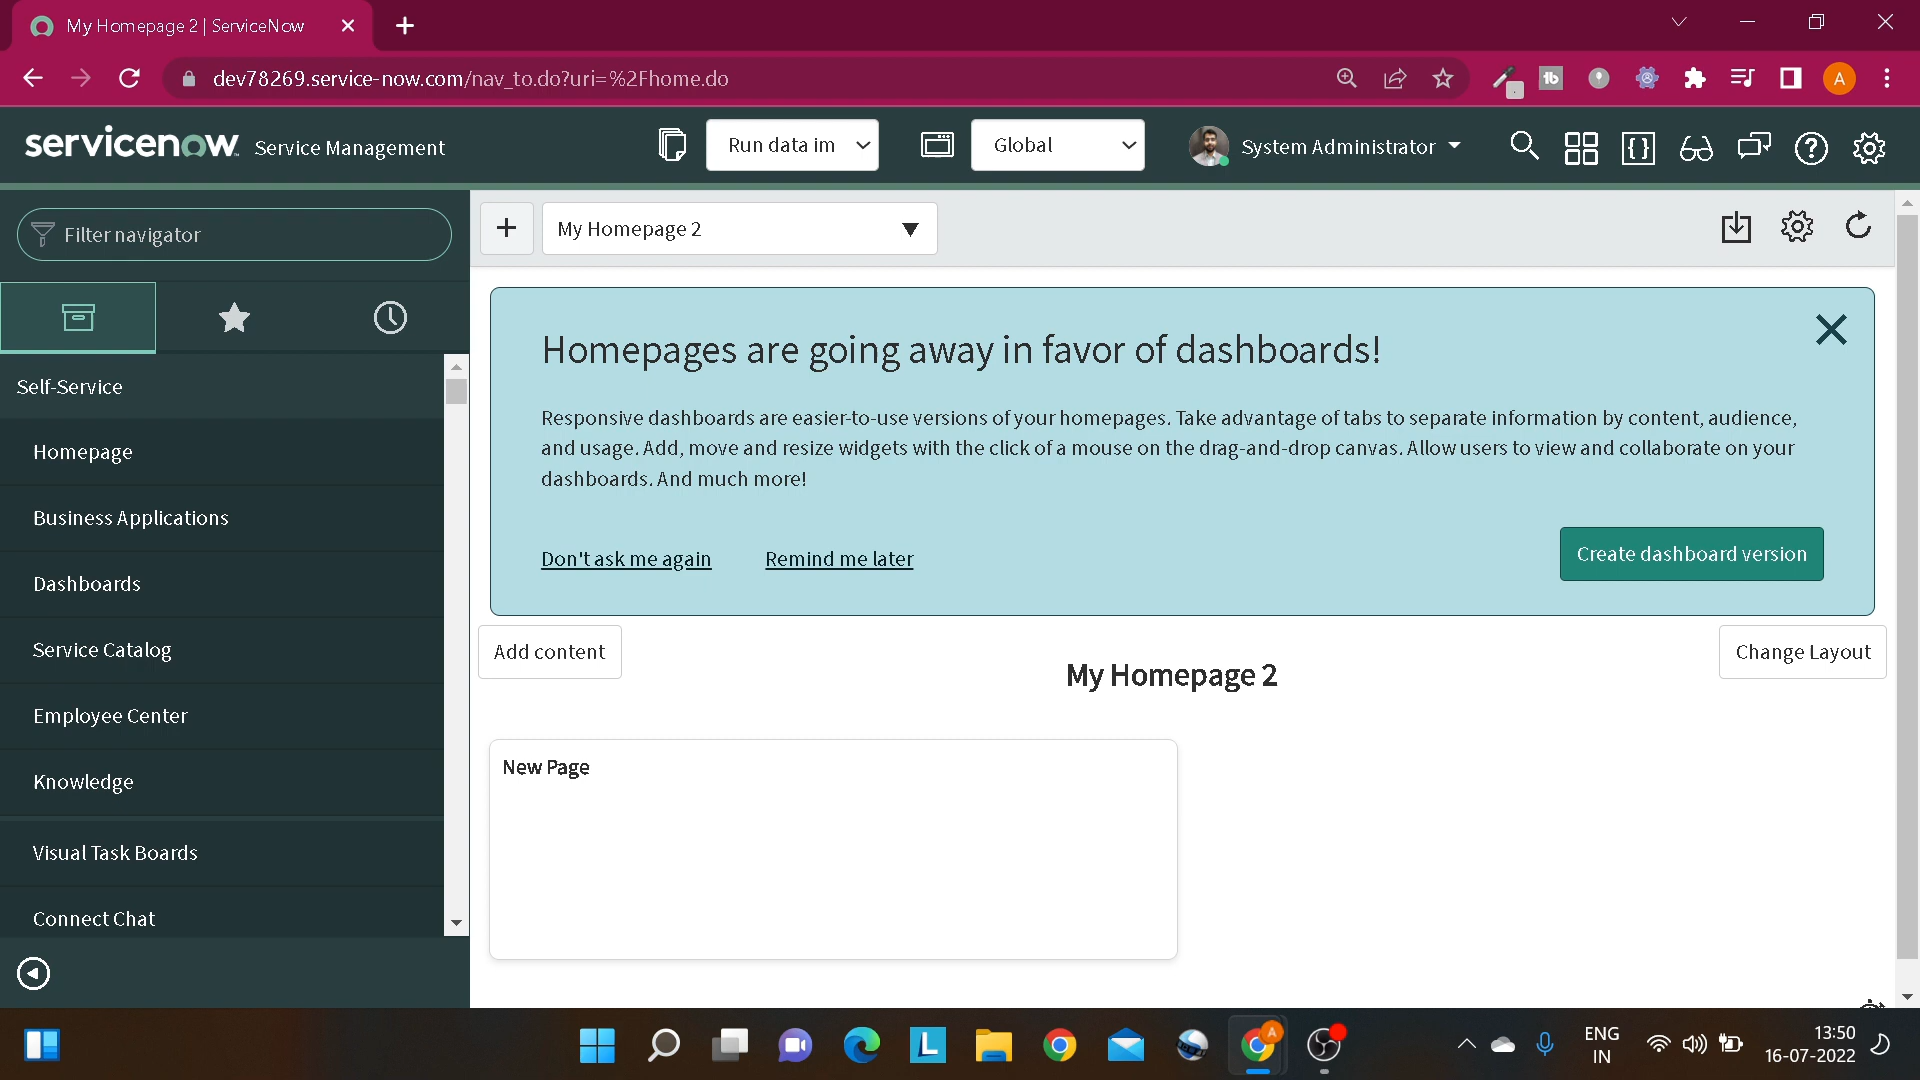 My Homepage 2 | ServiceNow
dev78269.service-now.com/nav_to.do?uri=%2Fhome.do
tb
A
servicenow Service Management
Run data im
Global
System Administrator
Filter navigator
My Homepage 2
Self-Service
Homepage
Business Applications
Dashboards
Service Catalog
Employee Center
Knowledge
Visual Task Boards
Connect Chat
Homepages are going away in favor of dashboards!
Responsive dashboards are easier-to-use versions of your homepages. Take advantage of tabs to separate information by content, audience,
and usage. Add, move and resize widgets with the click of a mouse on the drag-and-drop canvas. Allow users to view and collaborate on your
dashboards. And much more!
Don't ask me again
Remind me later
Create dashboard version
Add content
My Homepage 2
Change Layout
New Page
L
A
ENG
IN
13:50
16-07-2022